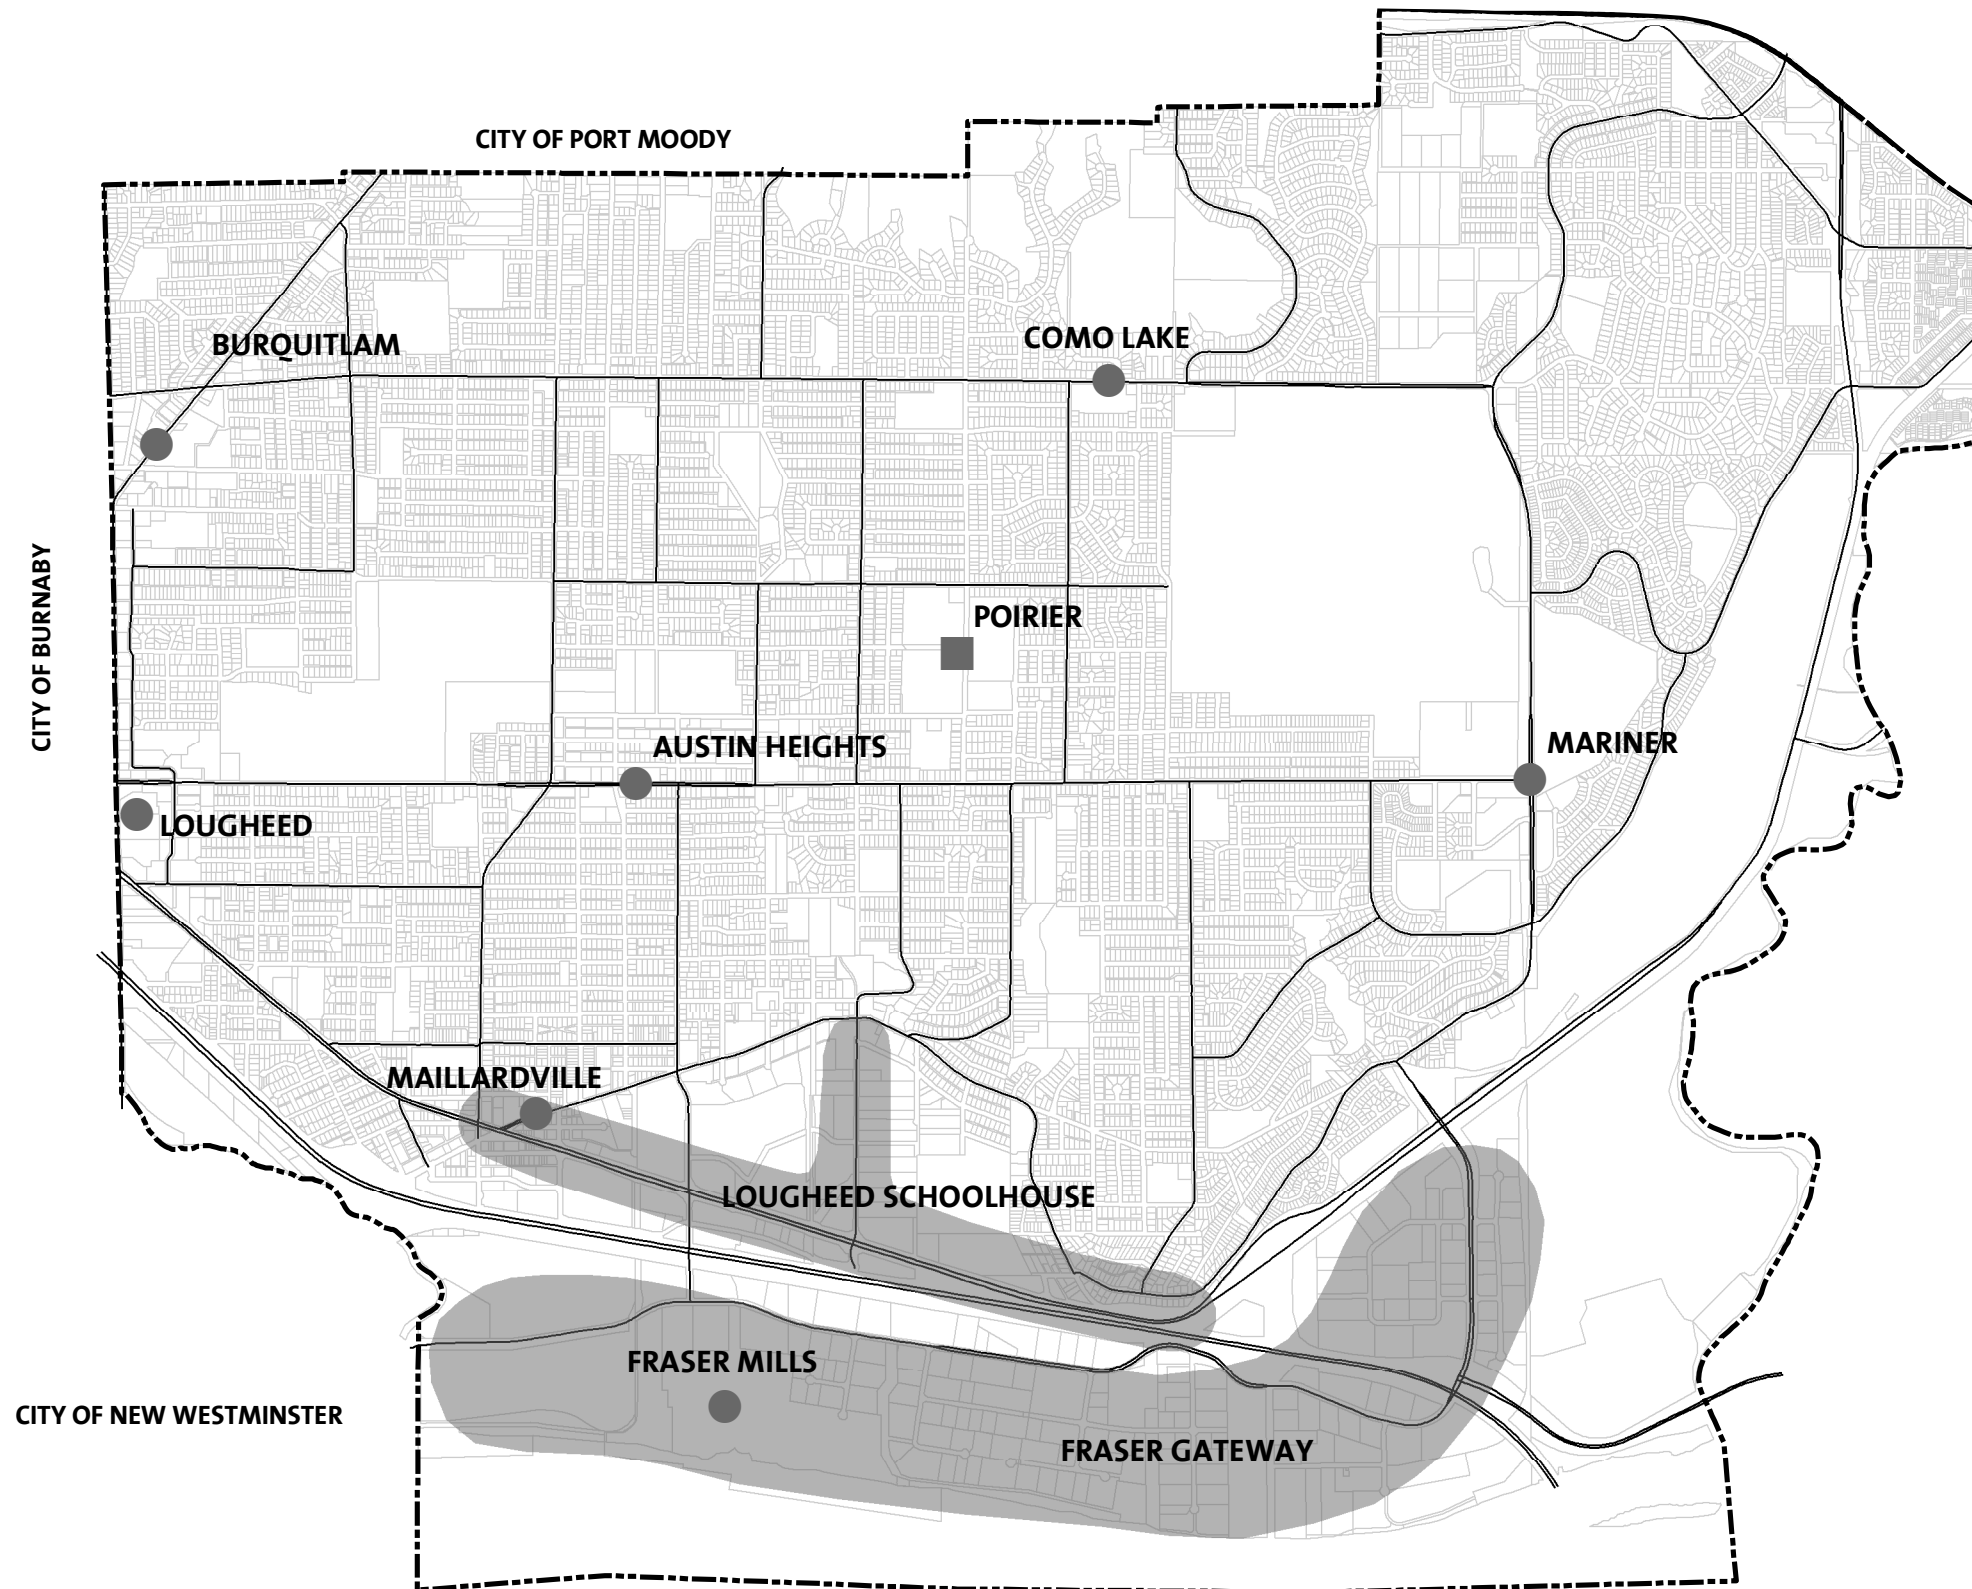 CITY OF PORT MOODY
COMO LAKE
BURQUITLAM
CITY OF BURNABY
POIRIER
AUSTIN HEIGHTS
MARINER
LOUGHEED
MAILLARDVILLE
LOUGHEED SCHOOLHOUSE
FRASER MILLS
CITY OF NEW WESTMINSTER
FRASER GATEWAY